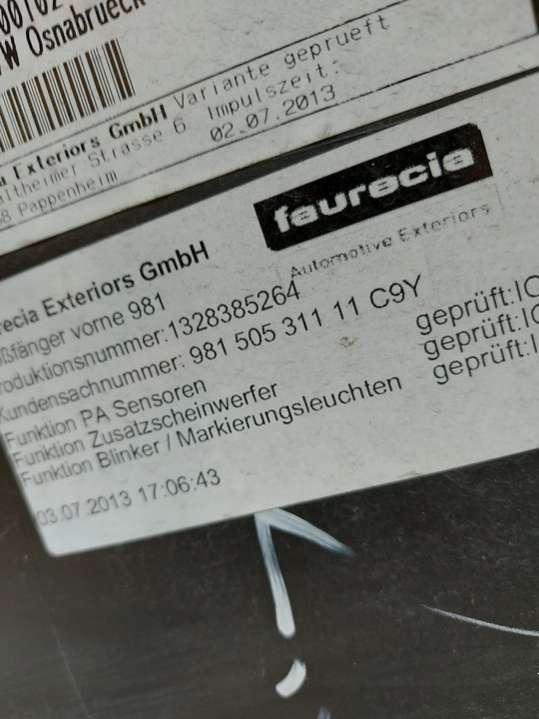 Osnabrueck
Exteriors GmbH Variante geprueft
Strasse 6 Impulszeit:
Pappenheim 02.07.2013
faurecia
Automotive Exteriors
Exteriors GmbH
vorne 981
1328385264
981 505 311 11 C9Y
Funktion PA Sensoren geprüft:
Funktion Zusatzscheinwerfer geprüft:
Funktion Blinker / Markierungsleuchten geprüft:
03.07.2013 17:06:43